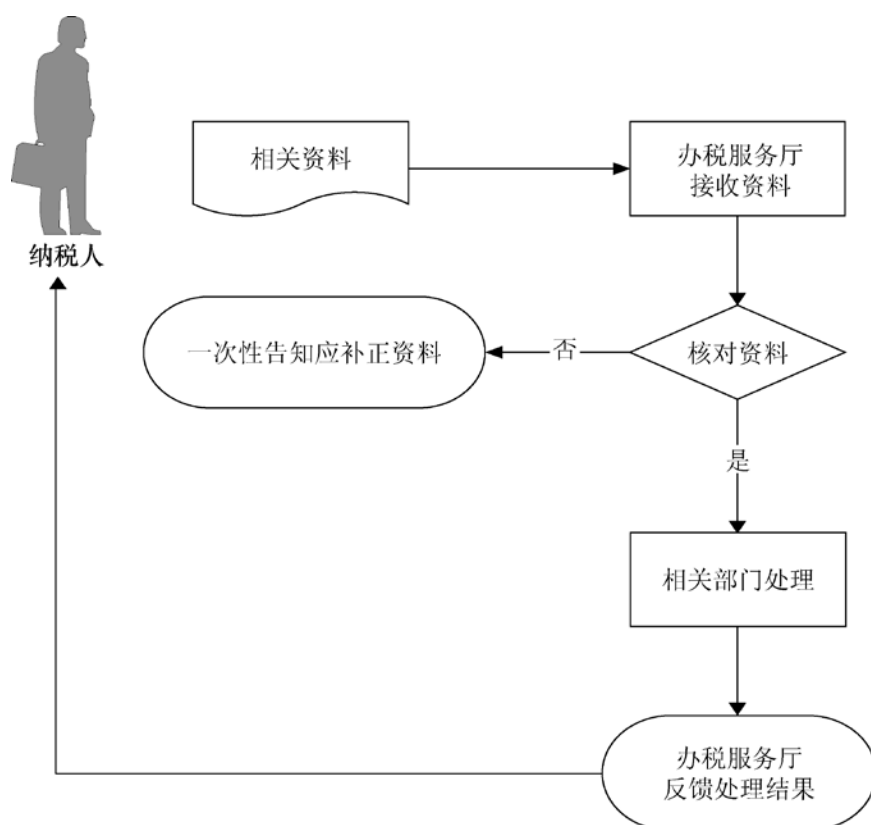 相关资料
办税服务厅
接收资料
纳税人
一次性告知应补正资料
否
核对资料
是
相关部门处理
办税服务厅
反馈处理结果